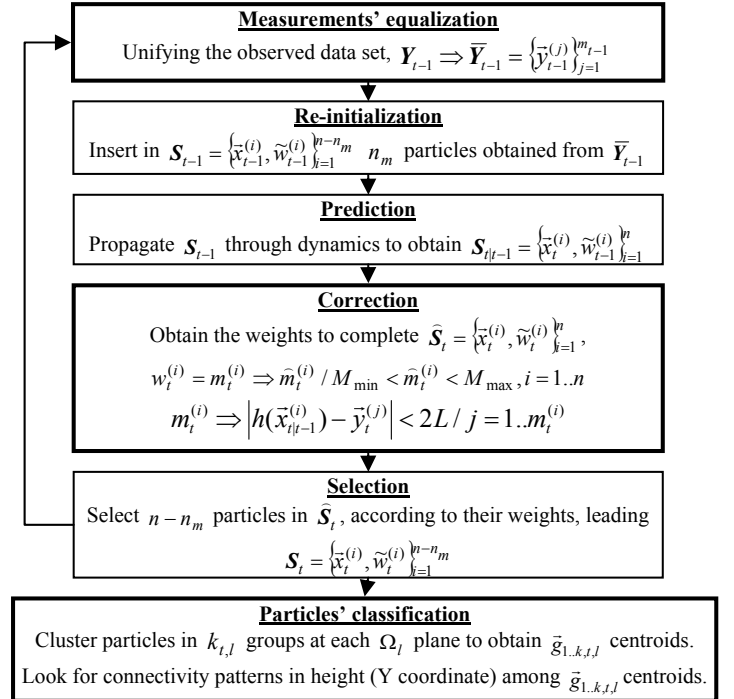 Measurements' equalization
Unifying the observed data set, Y_{t-1} ⇒ Ȳ_{t-1} = {y⃗_{t-1}^{(j)}}_{j=1}^{m_{t-1}}
Re-initialization
Insert in S_{t-1} = {x⃗_{t-1}^{(i)}, w̃_{t-1}^{(i)}}_{i=1}^{n-n_m} n_m particles obtained from Ȳ_{t-1}
Prediction
Propagate S_{t-1} through dynamics to obtain S_{t|t-1} = {x⃗_t^{(i)}, w̃_{t-1}^{(i)}}_{i=1}^{n}
Correction
Obtain the weights to complete Ŝ_t = {x⃗_t^{(i)}, w̃_t^{(i)}}_{i=1}^{n},
w_t^{(i)} = m_t^{(i)} ⇒ m̂_t^{(i)} / M_{min} < m̂_t^{(i)} < M_{max}, i = 1..n
m_t^{(i)} ⇒ |h(x⃗_{t|t-1}^{(i)}) − y⃗_t^{(j)}| < 2L / j = 1..m_t^{(i)}
Selection
Select n − n_m particles in Ŝ_t, according to their weights, leading
S_t = {x⃗_t^{(i)}, w̃_t^{(i)}}_{i=1}^{n-n_m}
Particles' classification
Cluster particles in k_{t,l} groups at each Ω_l plane to obtain g⃗_{1..k,t,l} centroids.
Look for connectivity patterns in height (Y coordinate) among g⃗_{1..k,t,l} centroids.